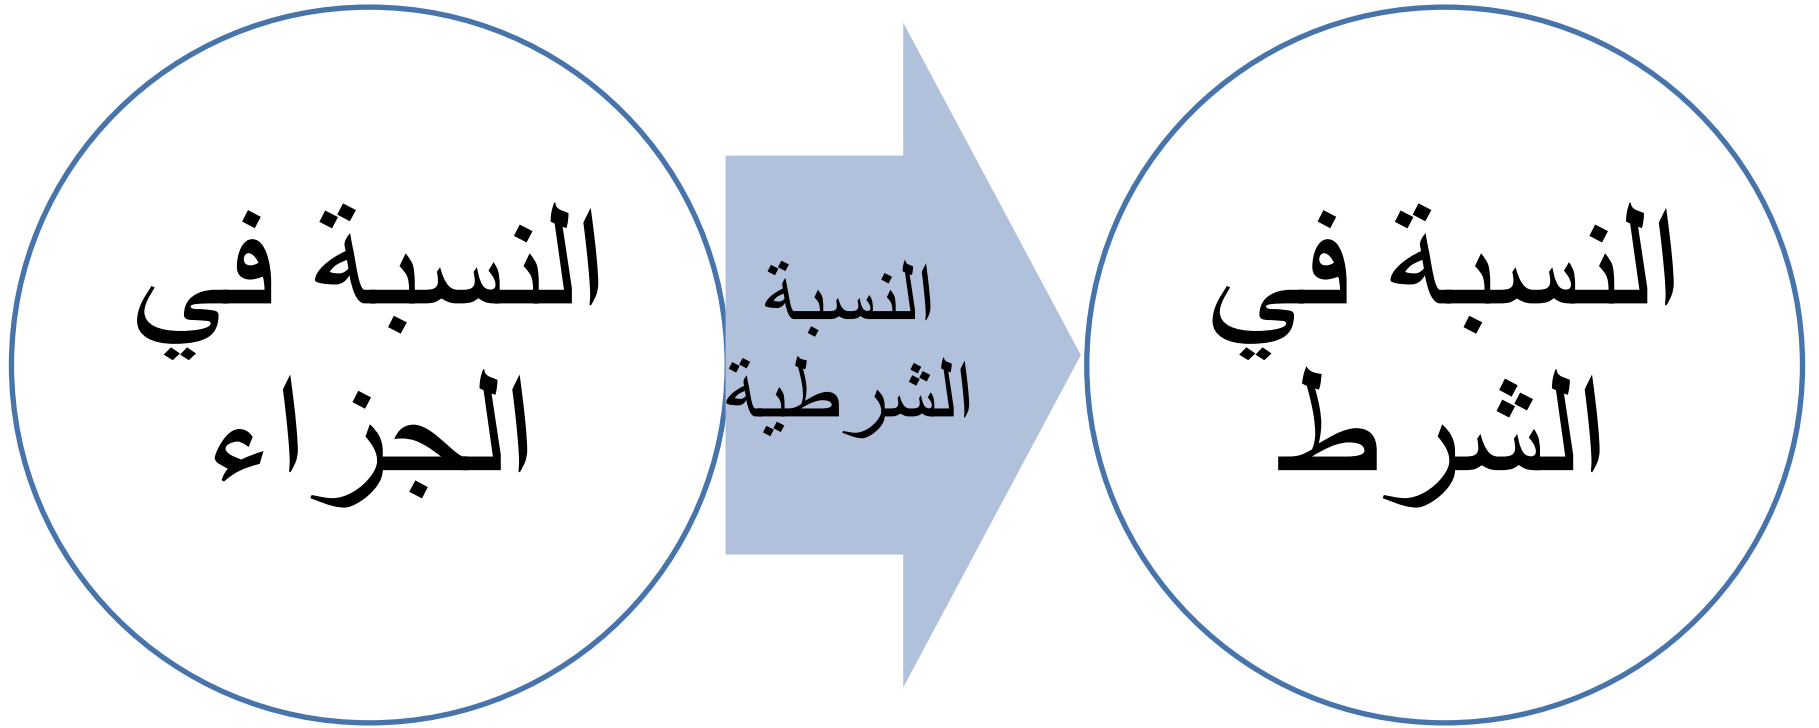 النسبة في
الشرط
النسبة
الشرطية
النسبة في
الجزاء